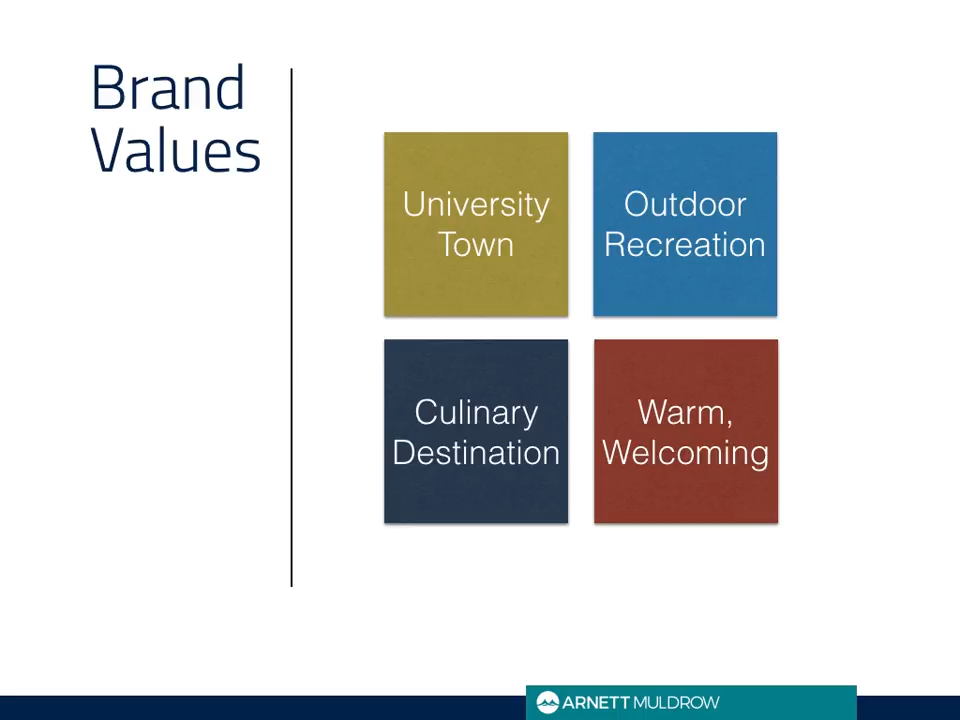 Brand
Values
University
Town
Outdoor
Recreation
Culinary
Destination
Warm,
Welcoming
ARNETT MULDROW